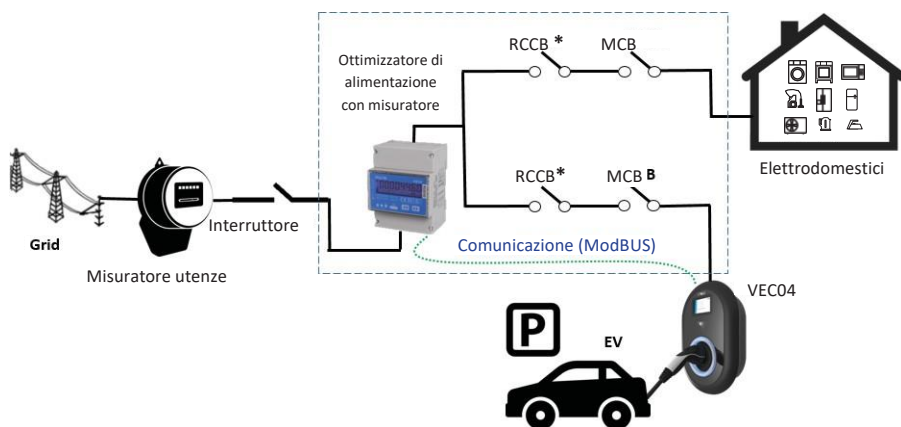 Ottimizzatore di
alimentazione
con misuratore
RCCB *
MCB
RCCB*
MCB B
Elettrodomestici
Grid
Misuratore utenze
Interruttore
Comunicazione (ModBUS)
VEC04
P
EV